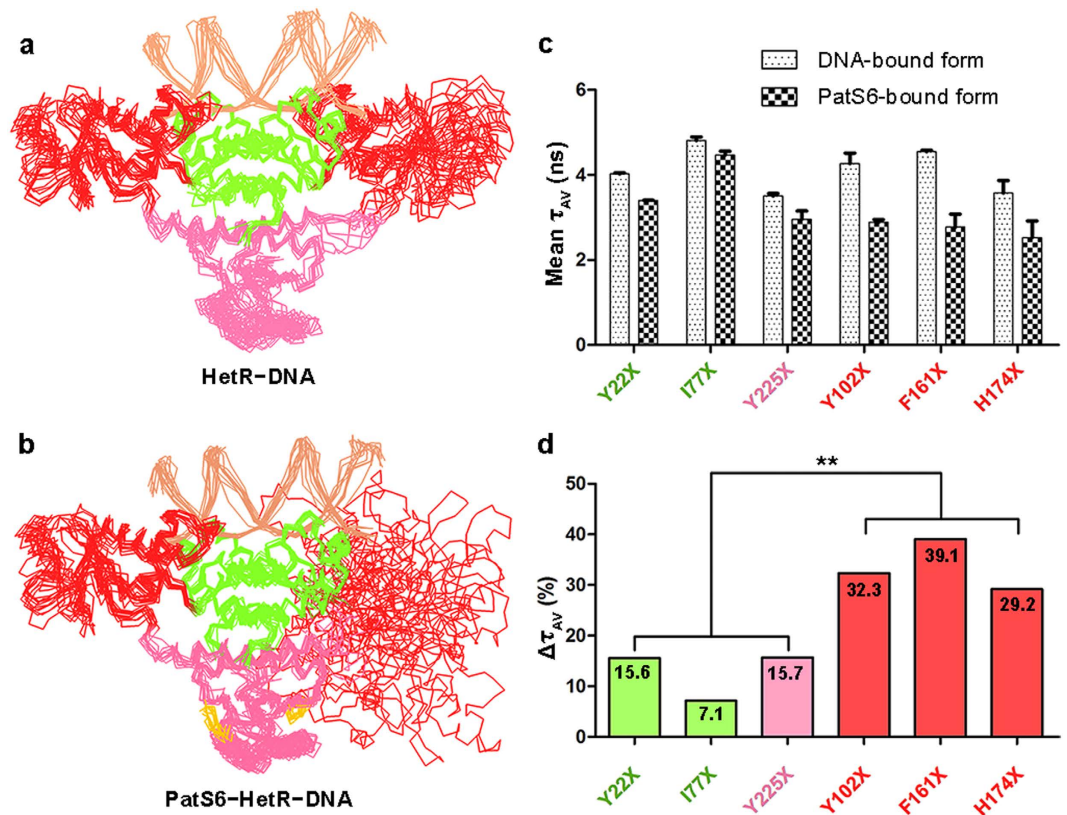 a
HetR−DNA
b
PatS6−HetR−DNA
c
DNA-bound form
PatS6-bound form
Mean τAV (ns)
6
4
2
0
Y22X
I77X
Y225X
Y102X
F161X
H174X
d
**
ΔτAV (%)
50
40
30
20
10
0
15.6
7.1
15.7
32.3
39.1
29.2
Y22X
I77X
Y225X
Y102X
F161X
H174X